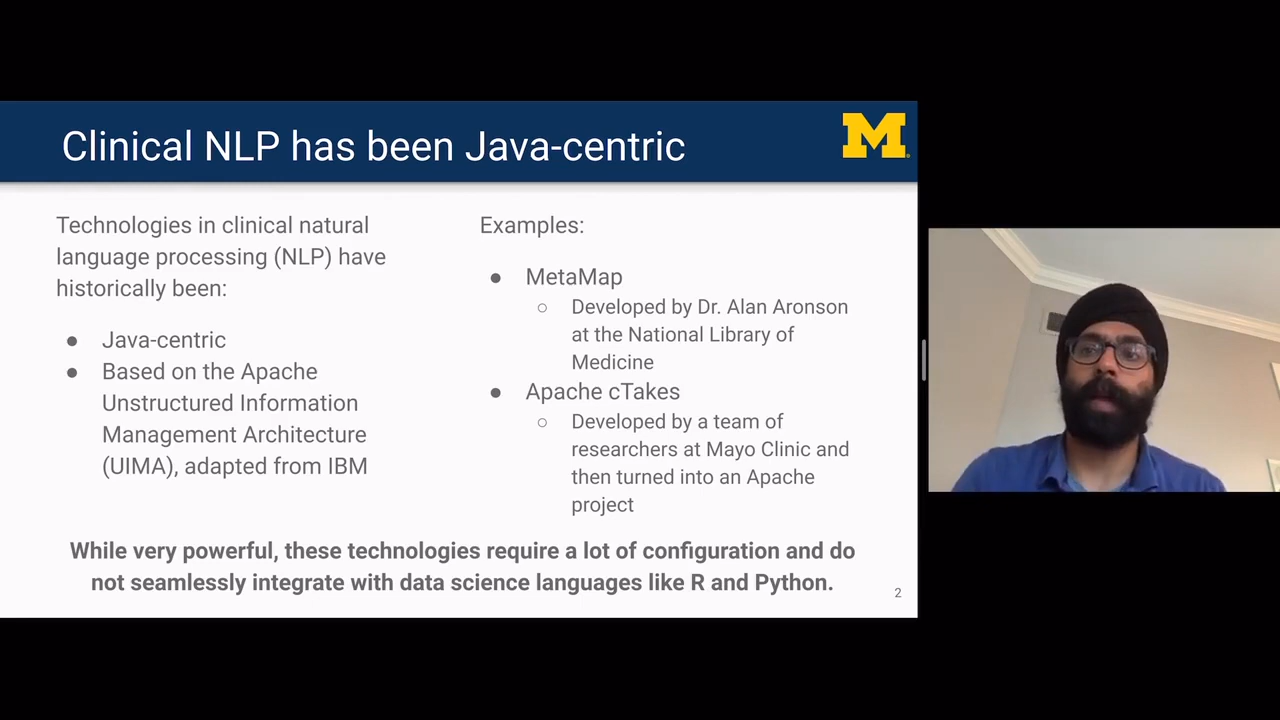 Clinical NLP has been Java-centric
M
Technologies in clinical natural
language processing (NLP) have
historically been:
● Java-centric
● Based on the Apache
Unstructured Information
Management Architecture
(UIMA), adapted from IBM
Examples:
● MetaMap
○ Developed by Dr. Alan Aronson
at the National Library of
Medicine
● Apache cTakes
○ Developed by a team of
researchers at Mayo Clinic and
then turned into an Apache
project
While very powerful, these technologies require a lot of configuration and do
not seamlessly integrate with data science languages like R and Python.
2